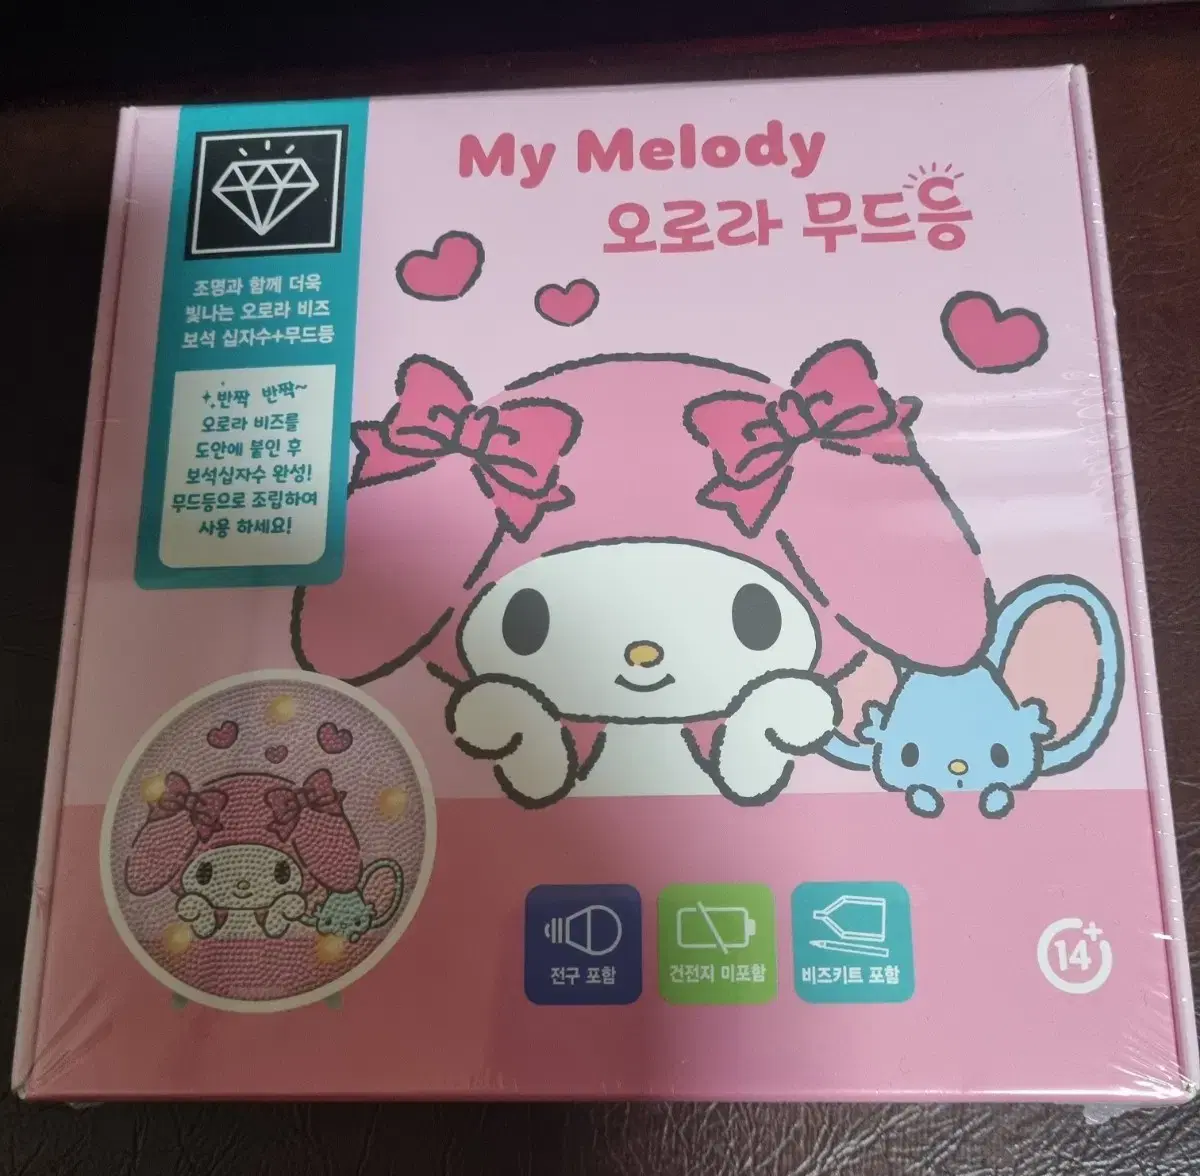 My Melody
오로라 무드등
조명과 함께 더욱
빛나는 오로라 비즈
보석 십자수+무드등
반짝 반짝~
오로라 비즈를
도안에 붙인 후
보석십자수 완성!
무드등으로 조립하여
사용 하세요!
전구 포함
건전지 미포함
비즈키트 포함
14+